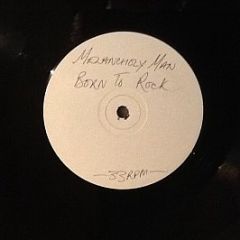 MELANCHOLY MAN
BORN TO ROCK
-33RPM-